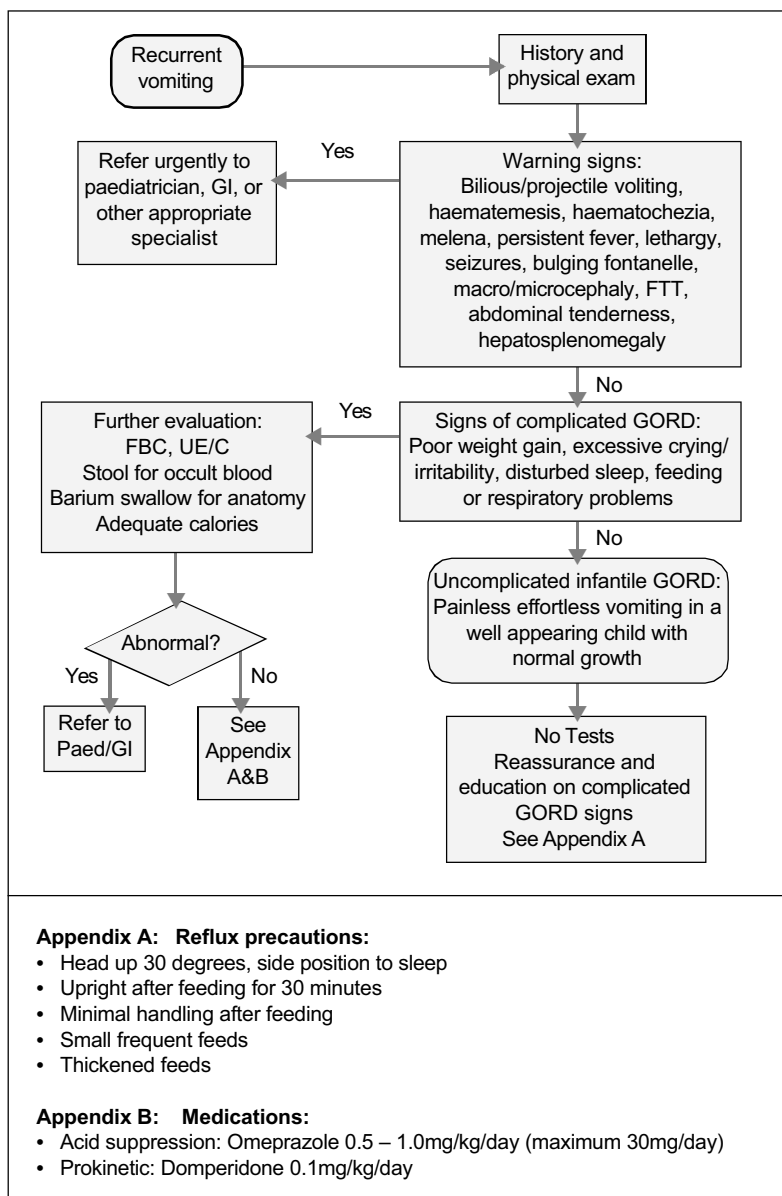 Recurrent
vomiting
History and
physical exam
Yes
Refer urgently to
paediatrician, GI, or
other appropriate
specialist
Warning signs:
Bilious/projectile voliting,
haematemesis, haematochezia,
melena, persistent fever, lethargy,
seizures, bulging fontanelle,
macro/microcephaly, FTT,
abdominal tenderness,
hepatosplenomegaly
No
Yes
Further evaluation:
FBC, UE/C
Stool for occult blood
Barium swallow for anatomy
Adequate calories
Signs of complicated GORD:
Poor weight gain, excessive crying/
irritability, disturbed sleep, feeding
or respiratory problems
No
Uncomplicated infantile GORD:
Painless effortless vomiting in a
well appearing child with
normal growth
Abnormal?
Yes
No
Refer to
Paed/GI
See
Appendix
A&B
No Tests
Reassurance and
education on complicated
GORD signs
See Appendix A
Appendix A: Reflux precautions:
• Head up 30 degrees, side position to sleep
• Upright after feeding for 30 minutes
• Minimal handling after feeding
• Small frequent feeds
• Thickened feeds
Appendix B: Medications:
• Acid suppression: Omeprazole 0.5 – 1.0mg/kg/day (maximum 30mg/day)
• Prokinetic: Domperidone 0.1mg/kg/day